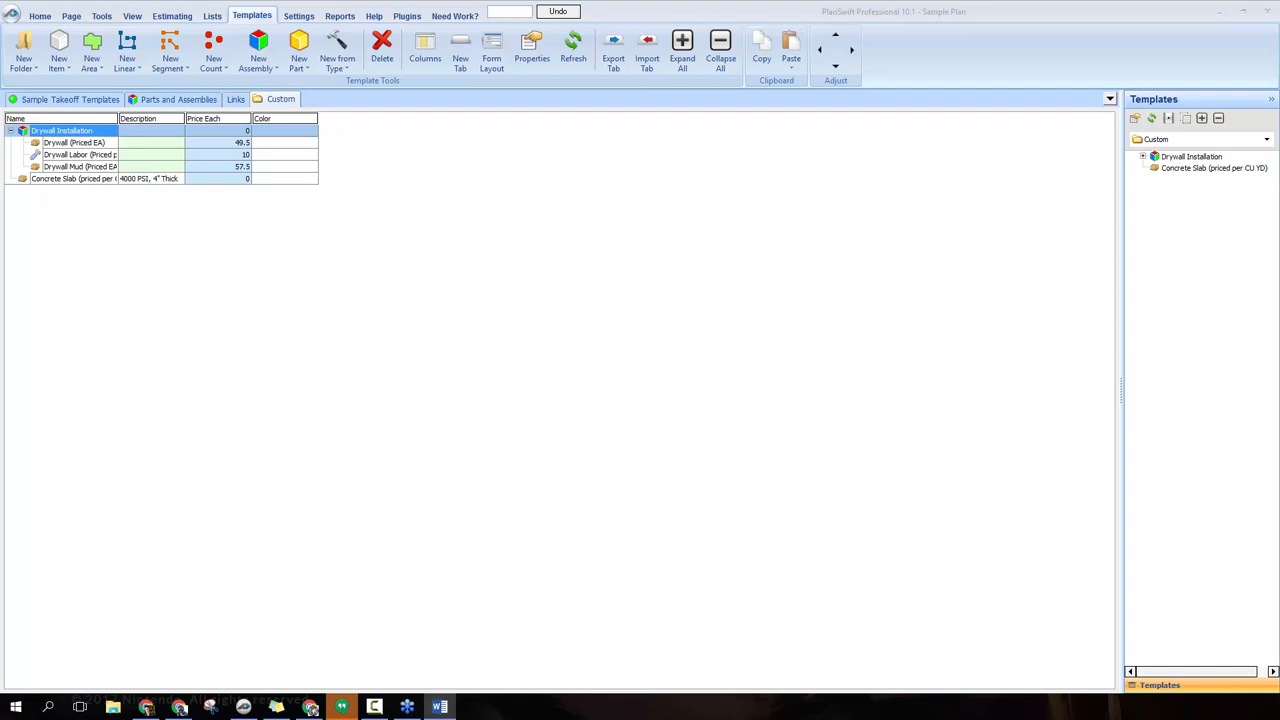 Home Page Tools View Estimating Lists Templates Settings Reports Help Plugins Need Work? Undo PlanSwift Professional 10.1 - Sample Plan
New Folder New Item New Area New Linear New Segment New Count New Assembly New Part New from Type Delete Columns New Tab Form Layout Properties Refresh Export Tab Import Tab Expand All Collapse All Copy Paste
Template Tools Clipboard Adjust
Sample Takeoff Templates Parts and Assemblies Links Custom Templates
Name Description Price Each Color
Drywall Installation 0
Drywall (Priced EA) 49.5
Drywall Labor (Priced p 10
Drywall Mud (Priced EA 57.5
Concrete Slab (priced per 4000 PSI, 4" Thick 0
Custom
Drywall Installation
Concrete Slab (priced per CU YD)
Templates
Nintendo. All rights reserved.